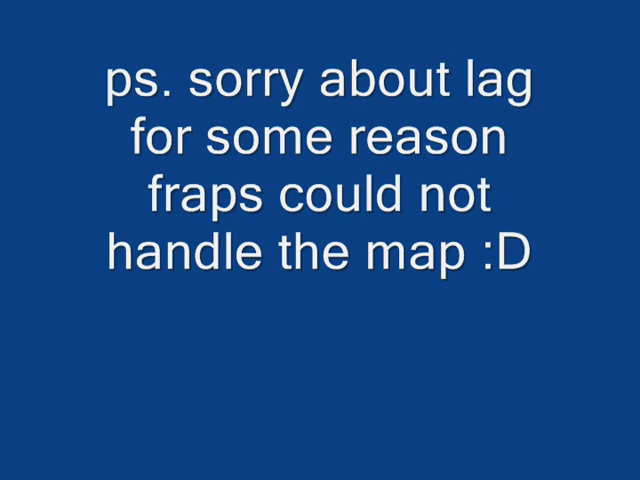 ps. sorry about lag
for some reason
fraps could not
handle the map :D